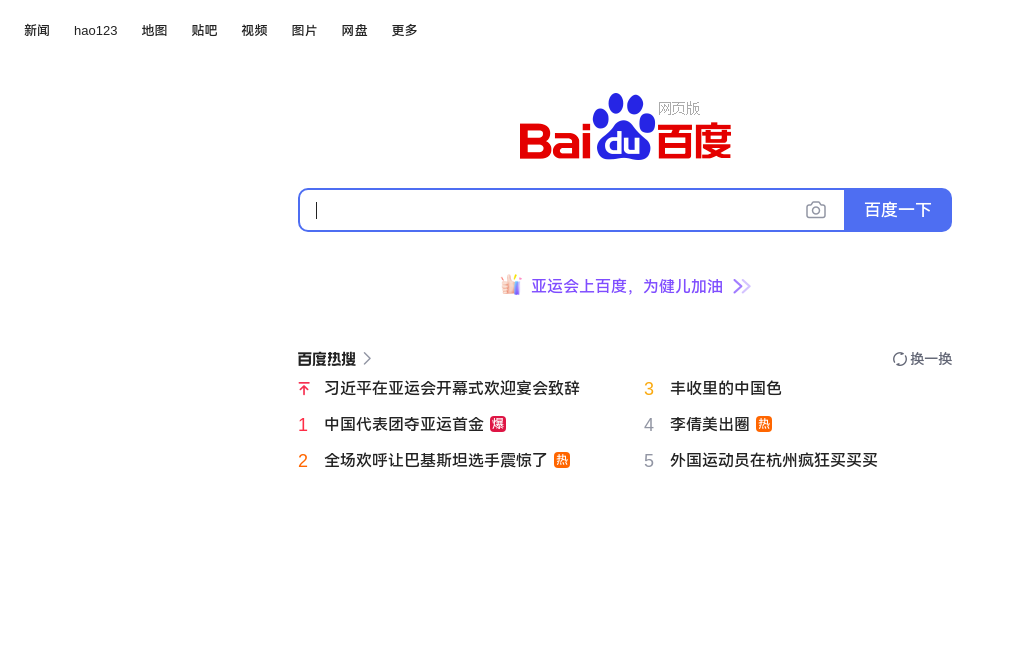 新闻 hao123 地图 贴吧 视频 图片 网盘 更多
Bai du 百度 网页版
百度一下
亚运会上百度，为健儿加油
百度热搜 换一换
习近平在亚运会开幕式欢迎宴会致辞
1 中国代表团夺亚运首金 爆
2 全场欢呼让巴基斯坦选手震惊了 热
3 丰收里的中国色
4 李倩美出圈 热
5 外国运动员在杭州疯狂买买买